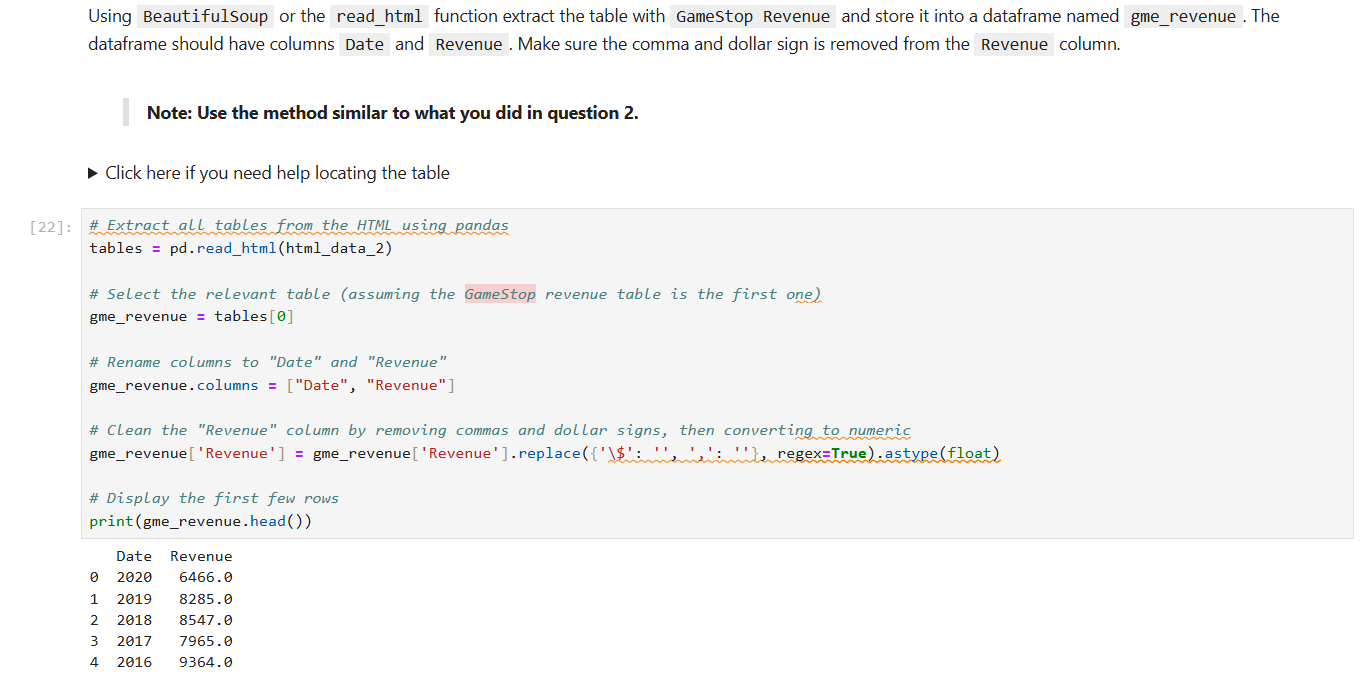 Using BeautifulSoup or the read_html function extract the table with GameStop Revenue and store it into a dataframe named gme_revenue. The
dataframe should have columns Date and Revenue. Make sure the comma and dollar sign is removed from the Revenue column.
Note: Use the method similar to what you did in question 2.
▶ Click here if you need help locating the table
[22]:
# Extract all tables from the HTML using pandas
tables = pd.read_html(html_data_2)
# Select the relevant table (assuming the GameStop revenue table is the first one)
gme_revenue = tables[0]
# Rename columns to "Date" and "Revenue"
gme_revenue.columns = ["Date", "Revenue"]
# Clean the "Revenue" column by removing commas and dollar signs, then converting to numeric
gme_revenue['Revenue'] = gme_revenue['Revenue'].replace({'\$': '', ',': ''}, regex=True).astype(float)
# Display the first few rows
print(gme_revenue.head())
Date Revenue
0 2020 6466.0
1 2019 8285.0
2 2018 8547.0
3 2017 7965.0
4 2016 9364.0